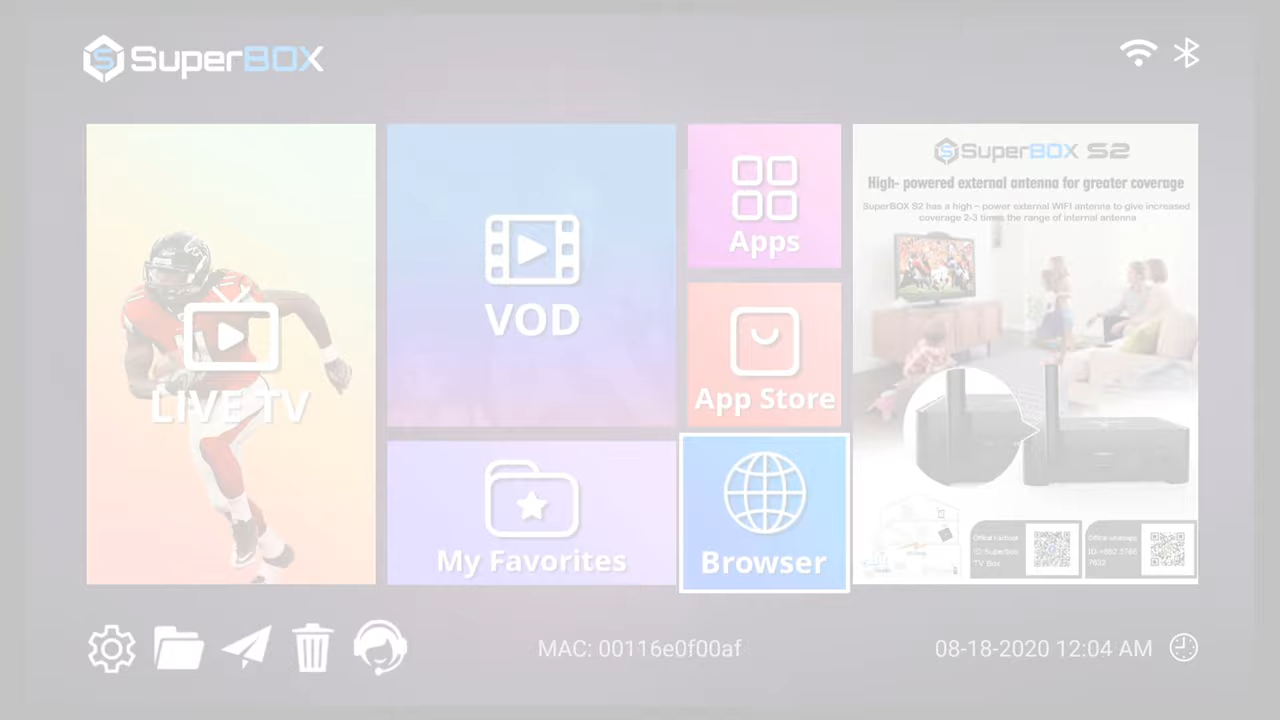 SuperBOX
LIVE TV
VOD
My Favorites
Apps
App Store
Browser
SuperBOX S2
High- powered external antenna for greater coverage
SuperBOX S2 has a high – power external WIFI antenna to give increased
coverage 2-3 times the range of internal antenna
TV Box
MAC: 00116e0f00af
08-18-2020 12:04 AM